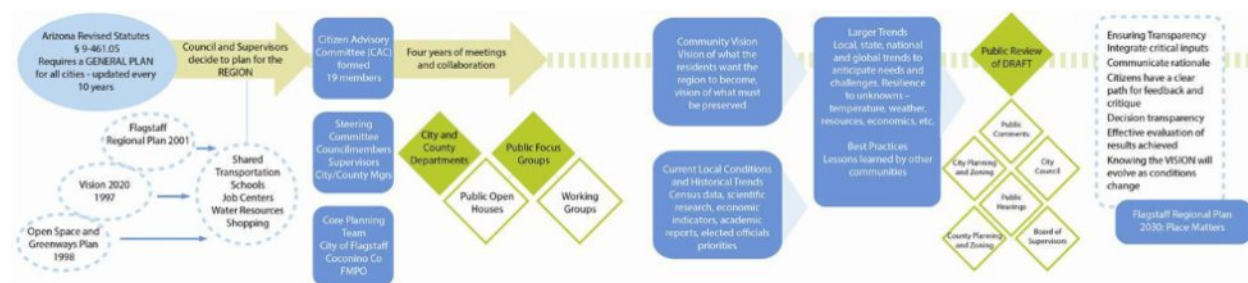 Arizona Revised Statutes
§ 9-461.05
Requires a GENERAL PLAN
for all cities - updated every
10 years
Council and Supervisors
decide to plan for the
REGION
Flagstaff
Regional Plan 2001
Vision 2020
1997
Open Space and
Greenways Plan
1998
Shared
Transportation
Schools
Job Centers
Water Resources
Shopping
Citizen Advisory
Committee (CAC)
formed
19 members
Steering
Committee
Councilmembers
Supervisors
City/County Mgrs
Core Planning
Team
City of Flagstaff
Coconino Co
FMPO
Four years of meetings
and collaboration
City and
County
Departments
Public Focus
Groups
Public Open
Houses
Working
Groups
Community Vision
Vision of what the
residents want the
region to become,
vision of what must
be preserved
Current Local Conditions
and Historical Trends
Census data, scientific
research, economic
indicators, academic
reports, elected officials
priorities
Larger Trends
Local, state, national
and global trends to
anticipate needs and
challenges. Resilience
to unknowns –
temperature, weather,
resources, economics, etc.
Best Practices
Lessons learned by other
communities
Public Review
of DRAFT
Public
Comments
City Planning
and Zoning
City
Council
Public
Hearings
County Planning
and Zoning
Board of
Supervisors
Ensuring Transparency
Integrate critical inputs
Communicate rationale
Citizens have a clear
path for feedback and
critique
Decision transparency
Effective evaluation of
results achieved
Knowing the VISION will
evolve as conditions
change
Flagstaff Regional Plan
2030: Place Matters